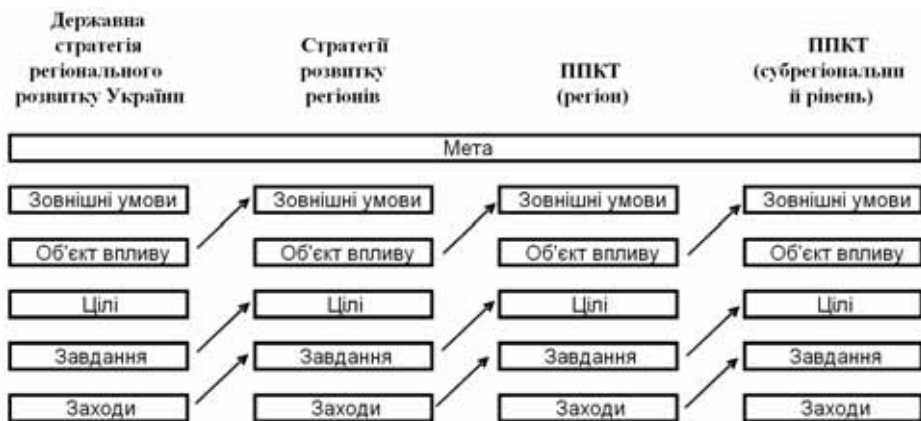 Державна
стратегія
регіонального
розвитку України
Стратегії
розвитку
регіонів
ППКТ
(регіон)
ППКТ
(субрегіональни
й рівень)
Мета
Зовнішні умови
Зовнішні умови
Зовнішні умови
Зовнішні умови
Об'єкт впливу
Об'єкт впливу
Об'єкт впливу
Об'єкт впливу
Цілі
Цілі
Цілі
Цілі
Завдання
Завдання
Завдання
Завдання
Заходи
Заходи
Заходи
Заходи